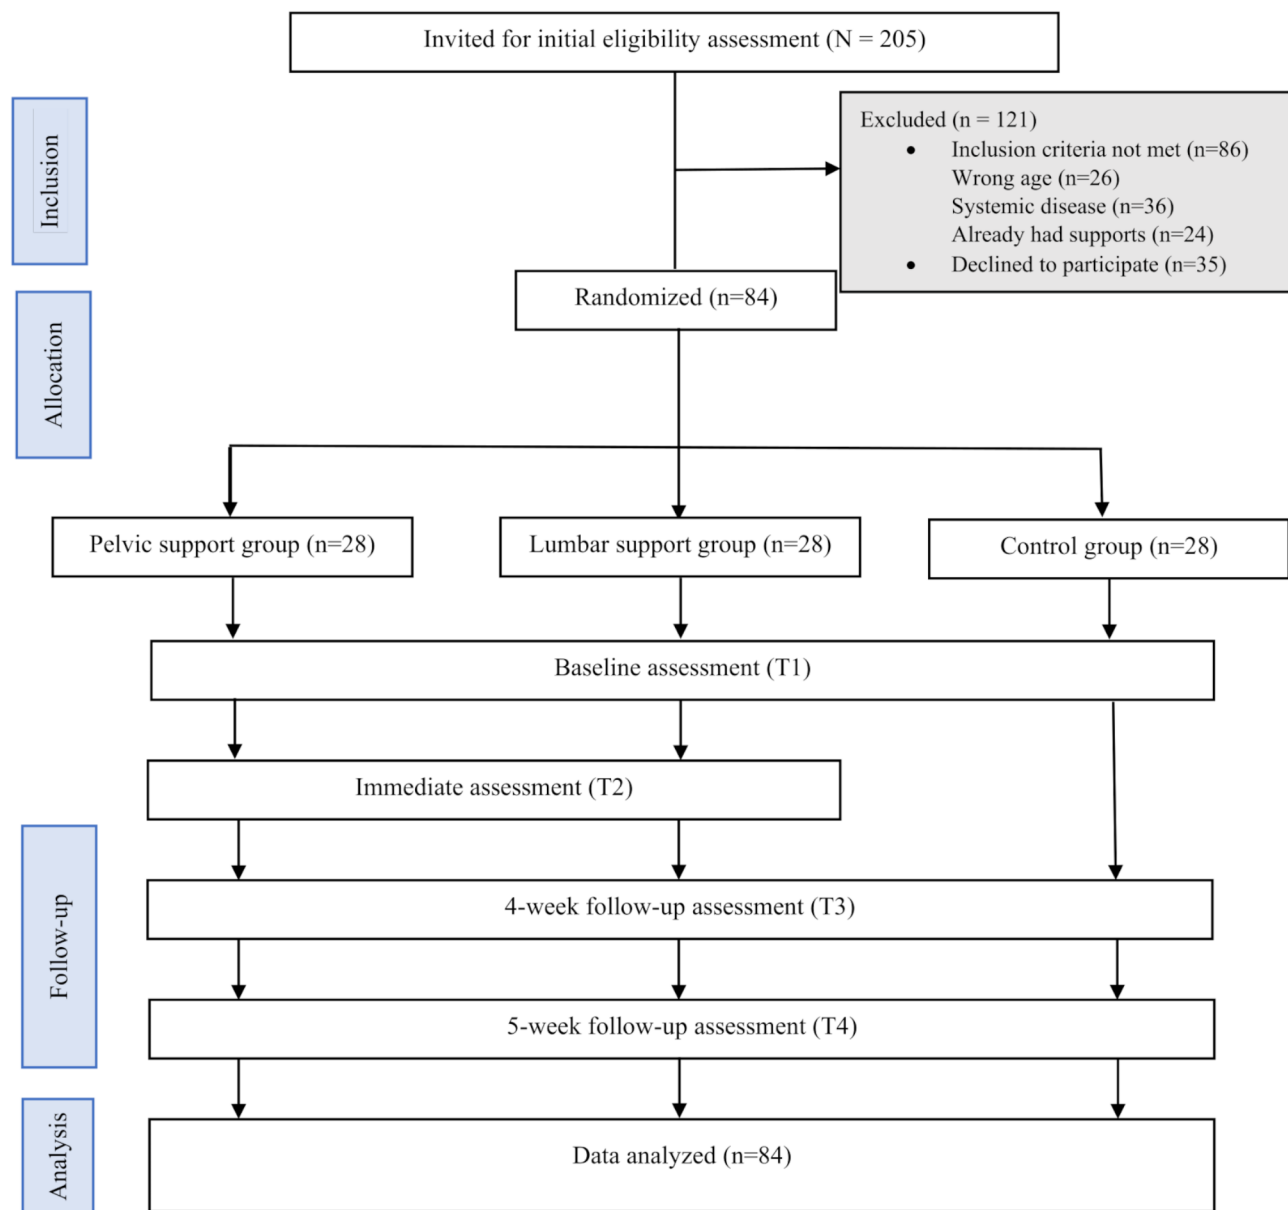 Invited for initial eligibility assessment (N = 205)
Inclusion
Excluded (n = 121)
• Inclusion criteria not met (n=86)
Wrong age (n=26)
Systemic disease (n=36)
Already had supports (n=24)
• Declined to participate (n=35)
Randomized (n=84)
Allocation
Pelvic support group (n=28)
Lumbar support group (n=28)
Control group (n=28)
Baseline assessment (T1)
Immediate assessment (T2)
Follow-up
4-week follow-up assessment (T3)
5-week follow-up assessment (T4)
Analysis
Data analyzed (n=84)